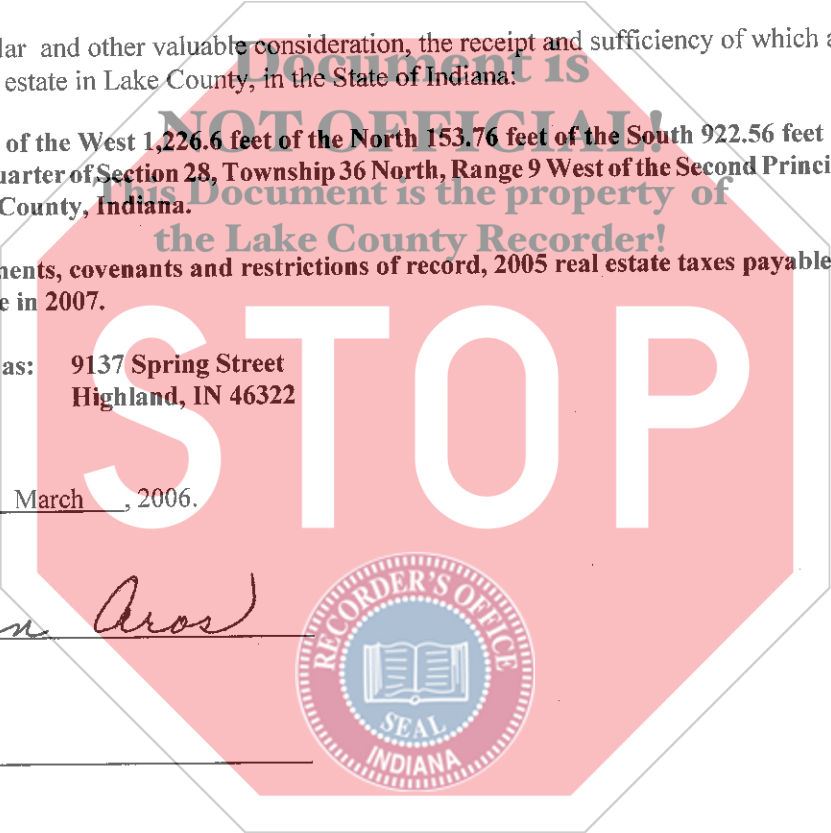 lar and other valuable consideration, the receipt and sufficiency of which a
Document is
estate in Lake County, in the State of Indiana:
NOT OFFICIAL!
of the West 1,226.6 feet of the North 153.76 feet of the South 922.56 feet
uarter of Section 28, Township 36 North, Range 9 West of the Second Princi
This Document is the property of
County, Indiana.
the Lake County Recorder!
nents, covenants and restrictions of record, 2005 real estate taxes payable
e in 2007.
STOP
as: 9137 Spring Street
Highland, IN 46322
March, 2006.
n Aros
RECORDER'S OFFICE
SEAL
INDIANA